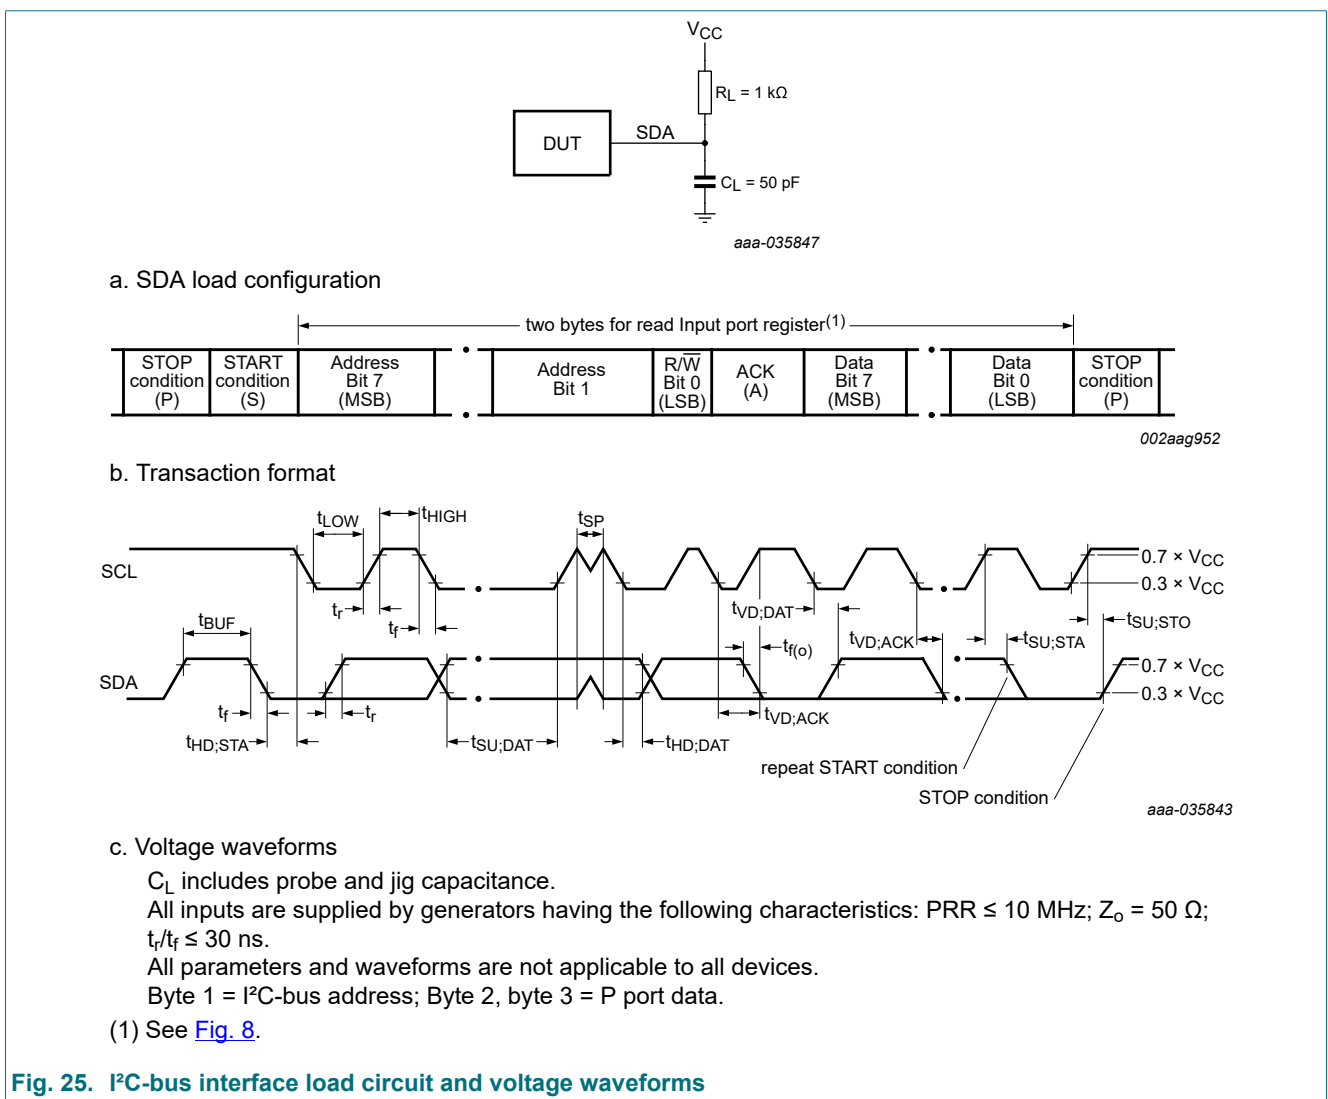 VCC
RL = 1 kΩ
DUT
SDA
CL = 50 pF
aaa-035847
a. SDA load configuration
two bytes for read Input port register(1)
STOP condition (P)
START condition (S)
Address Bit 7 (MSB)
Address Bit 1
R/W̅ Bit 0 (LSB)
ACK (A)
Data Bit 7 (MSB)
Data Bit 0 (LSB)
STOP condition (P)
002aag952
b. Transaction format
tLOW
tHIGH
tSP
SCL
0.7 × VCC
0.3 × VCC
tr
tf
tBUF
tVD;DAT
tf(o)
tVD;ACK
tSU;STA
tSU;STO
SDA
0.7 × VCC
0.3 × VCC
tf
tr
tVD;ACK
tHD;STA
tSU;DAT
tHD;DAT
repeat START condition
STOP condition
aaa-035843
c. Voltage waveforms
CL includes probe and jig capacitance.
All inputs are supplied by generators having the following characteristics: PRR ≤ 10 MHz; Zo = 50 Ω;
tr/tf ≤ 30 ns.
All parameters and waveforms are not applicable to all devices.
Byte 1 = I²C-bus address; Byte 2, byte 3 = P port data.
(1) See Fig. 8.
Fig. 25. I²C-bus interface load circuit and voltage waveforms